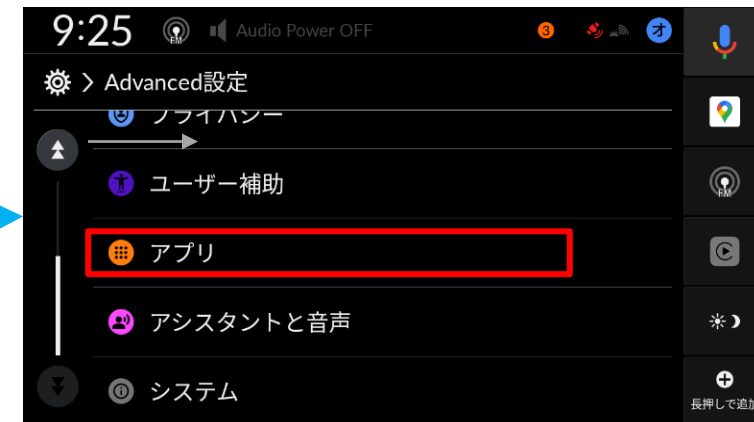 9:25 FM Audio Power OFF 3 オ
Advanced設定
プライバシー
ユーザー補助
FM
アプリ
アシスタントと音声
システム
長押しで追加